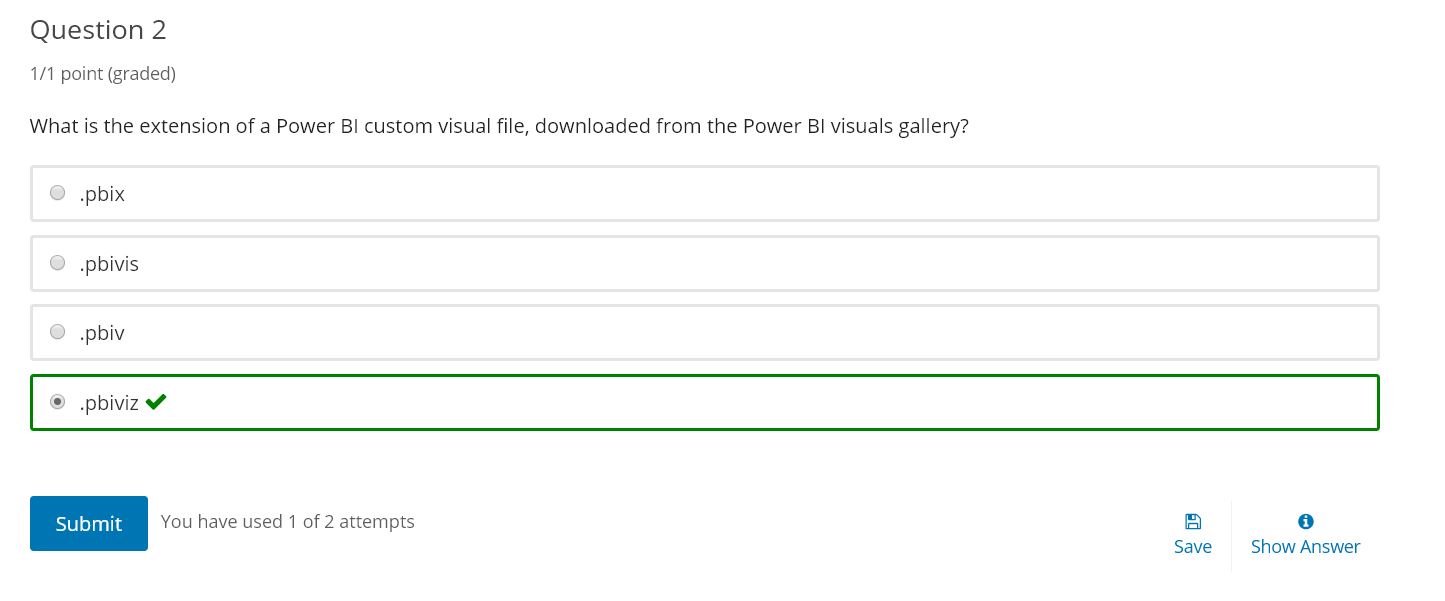 Question 2
1/1 point (graded)
What is the extension of a Power BI custom visual file, downloaded from the Power BI visuals gallery?
.pbix
.pbivis
.pbiv
.pbiviz
Submit
You have used 1 of 2 attempts
Save
Show Answer